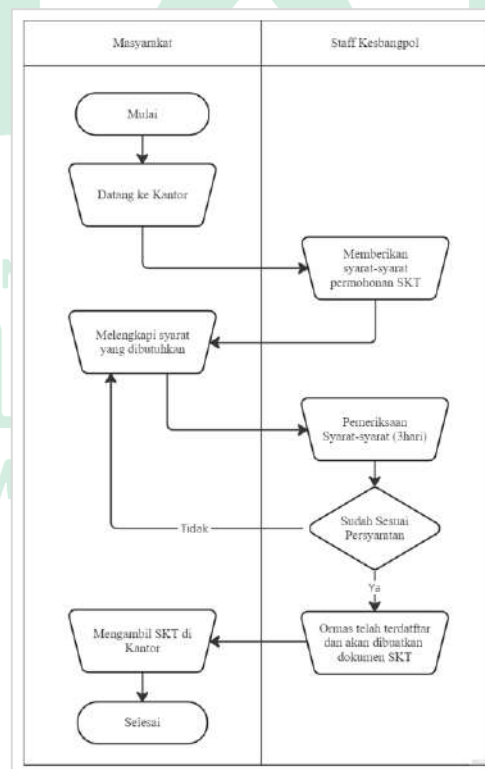 Masyarakat
Staff Kesbangpol
Mulai
Datang ke Kantor
Memberikan
syarat-syarat
permohonan SKT
Melengkapi syarat
yang dibutuhkan
Pemeriksaan
Syarat-syarat (3hari)
Sudah Sesuai
Persyaratan
Tidak
Ya
Ormas telah terdatftar
dan akan dibuatkan
dokumen SKT
Mengambil SKT di
Kantor
Selesai